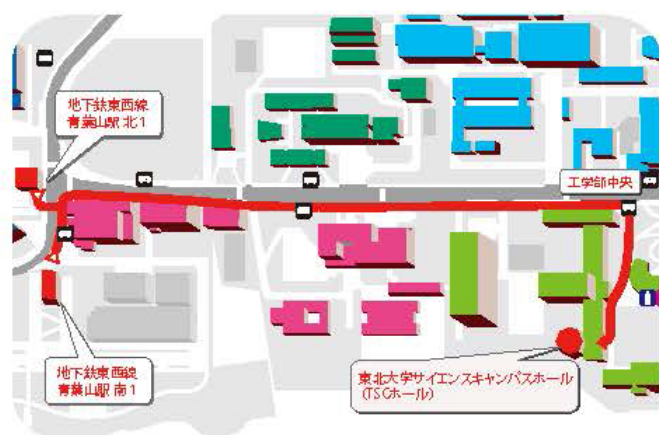 地下鉄東西線
青葉山駅 北1
工学部中央
地下鉄東西線
青葉山駅 南1
東北大学サイエンスキャンパスホール
(TSCホール)